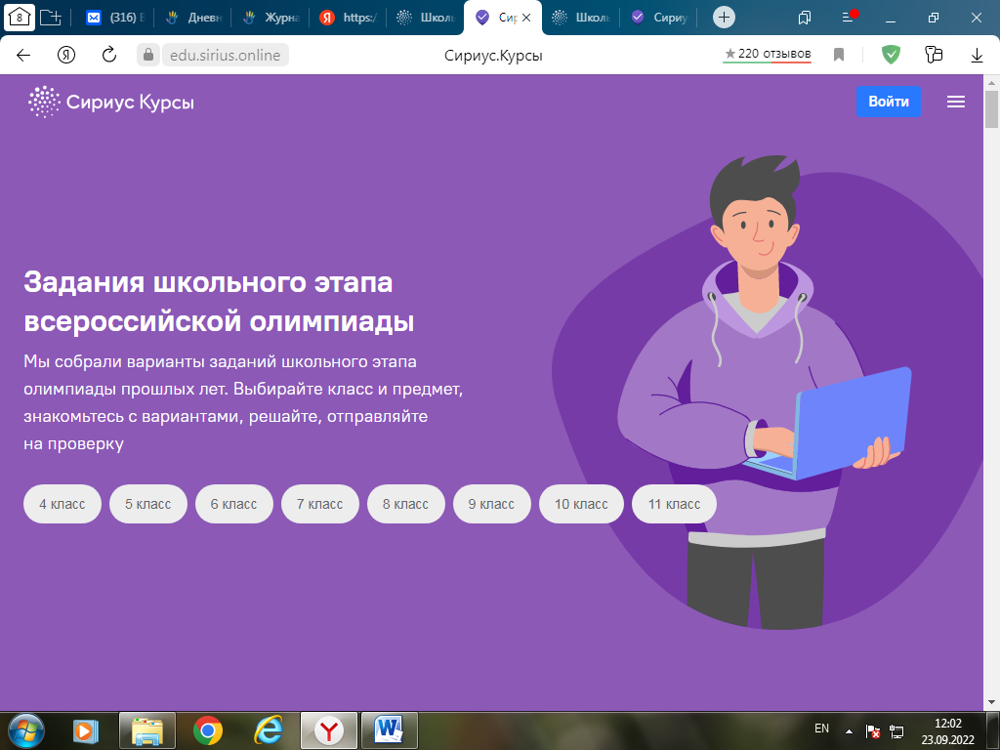 8
(316) В
Дневн
Журна
https:/
Школь
Сир
Школь
Сириу
edu.sirius.online
Сириус.Курсы
★ 220 отзывов
Сириус Курсы
Войти
Задания школьного этапа
всероссийской олимпиады
Мы собрали варианты заданий школьного этапа
олимпиады прошлых лет. Выбирайте класс и предмет,
знакомьтесь с вариантами, решайте, отправляйте
на проверку
4 класс
5 класс
6 класс
7 класс
8 класс
9 класс
10 класс
11 класс
EN
12:02
23.09.2022